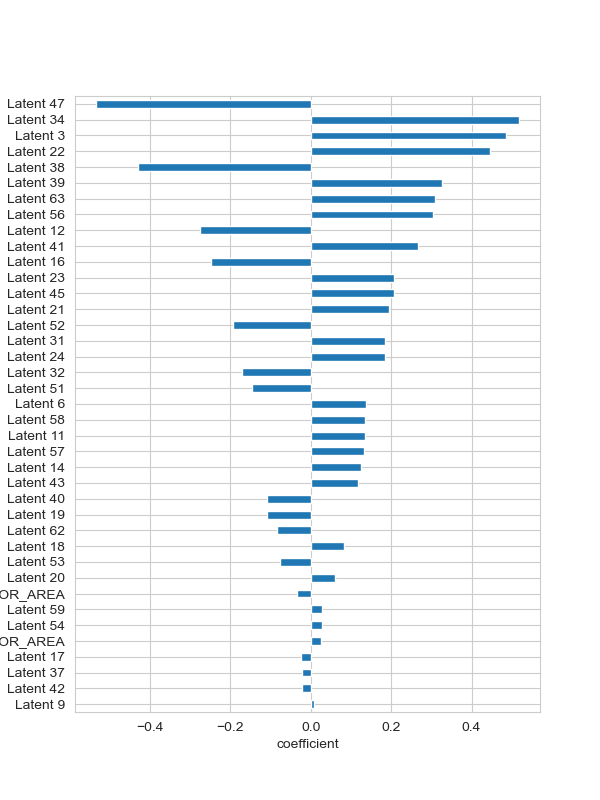 Latent 47
Latent 34
Latent 3
Latent 22
Latent 38
Latent 39
Latent 63
Latent 56
Latent 12
Latent 41
Latent 16
Latent 23
Latent 45
Latent 21
Latent 52
Latent 31
Latent 24
Latent 32
Latent 51
Latent 6
Latent 58
Latent 11
Latent 57
Latent 14
Latent 43
Latent 40
Latent 19
Latent 62
Latent 18
Latent 53
Latent 20
OR_AREA
Latent 59
Latent 54
OR_AREA
Latent 17
Latent 37
Latent 42
Latent 9
−0.4 −0.2 0.0 0.2 0.4
coefficient